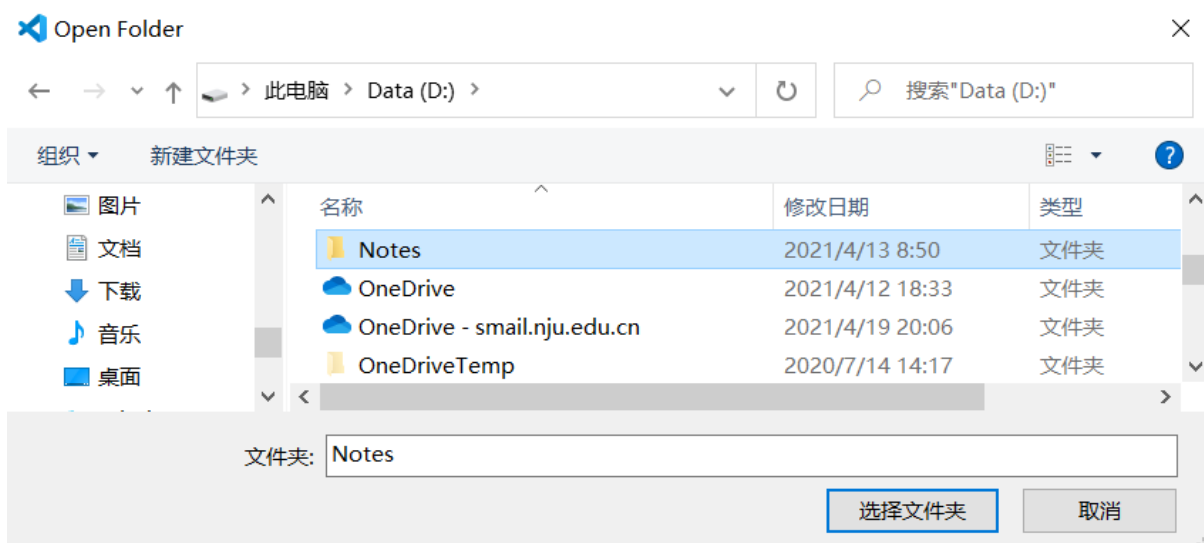 Open Folder
此电脑 Data (D:)
搜索"Data (D:)"
组织 新建文件夹
图片
文档
下载
音乐
桌面
名称 修改日期 类型
Notes 2021/4/13 8:50 文件夹
OneDrive 2021/4/12 18:33 文件夹
OneDrive - smail.nju.edu.cn 2021/4/19 20:06 文件夹
OneDriveTemp 2020/7/14 14:17 文件夹
文件夹: Notes
选择文件夹 取消